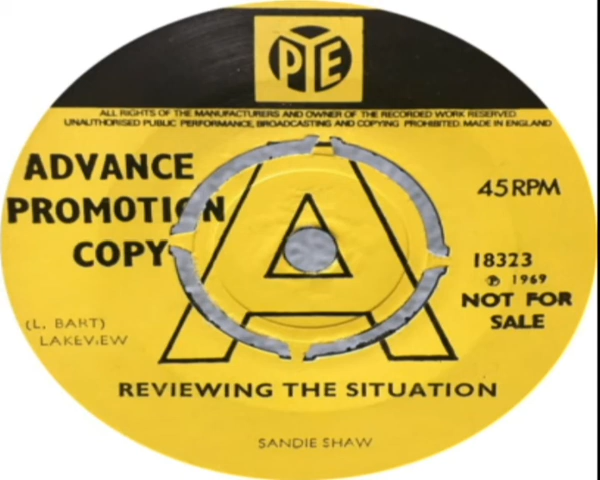 PYE
ALL RIGHTS OF THE MANUFACTURERS AND OWNER OF THE RECORDED WORK RESERVED
UNAUTHORISED PUBLIC PERFORMANCE, BROADCASTING AND COPYING PROHIBITED. MADE IN ENGLAND
ADVANCE
PROMOTION
COPY
A
45 RPM
18323
℗ 1969
NOT FOR
SALE
(L. BART)
LAKEVIEW
REVIEWING THE SITUATION
SANDIE SHAW